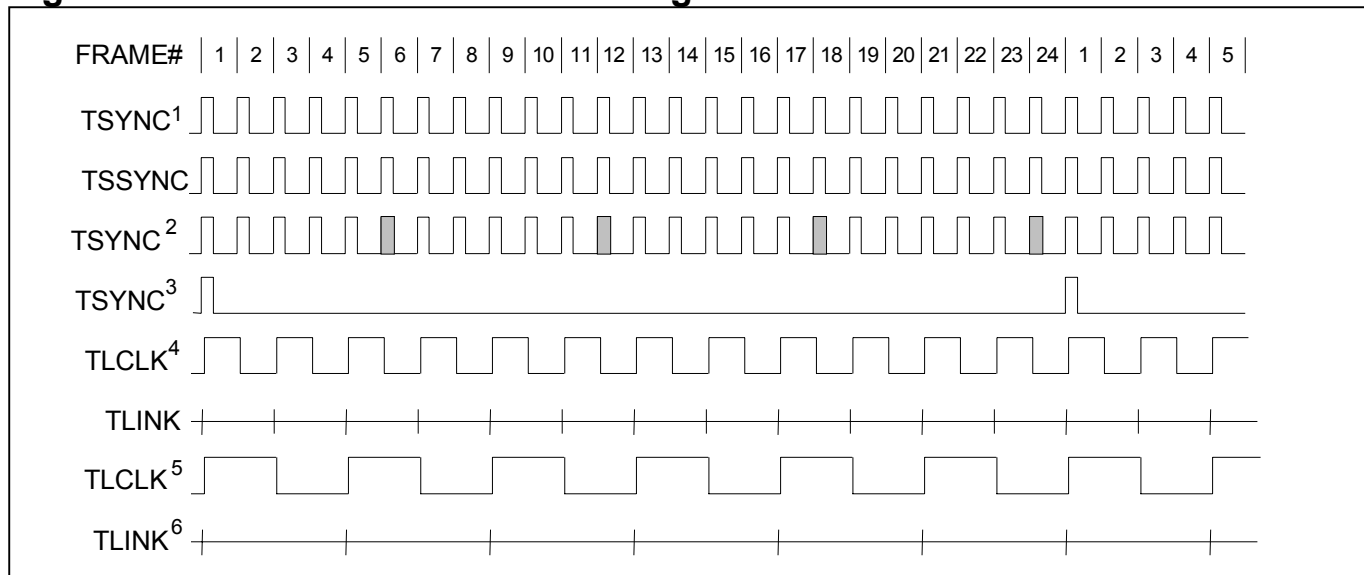 FRAME# 1 2 3 4 5 6 7 8 9 10 11 12 13 14 15 16 17 18 19 20 21 22 23 24 1 2 3 4 5
TSYNC1
TSSYNC
TSYNC2
TSYNC3
TLCLK4
TLINK
TLCLK5
TLINK6